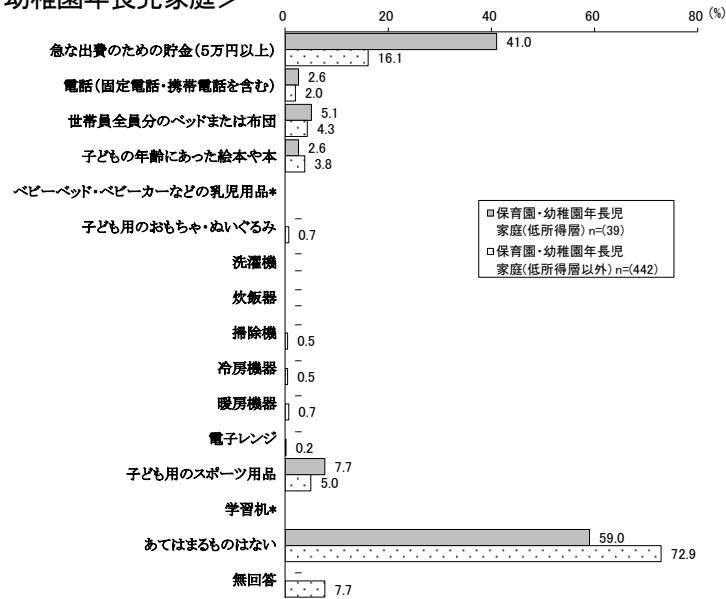 幼稚園年長児家庭＞
0 20 40 60 80 (%)
急な出費のための貯金(5万円以上)
41.0
16.1
電話(固定電話・携帯電話を含む)
2.6
2.0
世帯員全員分のベッドまたは布団
5.1
4.3
子どもの年齢にあった絵本や本
2.6
3.8
ベビーベッド・ベビーカーなどの乳児用品*
子ども用のおもちゃ・ぬいぐるみ
–
0.7
洗濯機
–
–
炊飯器
–
–
掃除機
–
0.5
冷房機器
–
0.5
暖房機器
–
0.7
電子レンジ
–
0.2
子ども用のスポーツ用品
7.7
5.0
学習机*
あてはまるものはない
59.0
72.9
無回答
–
7.7
保育園・幼稚園年長児
家庭(低所得層) n=(39)
保育園・幼稚園年長児
家庭(低所得層以外) n=(442)